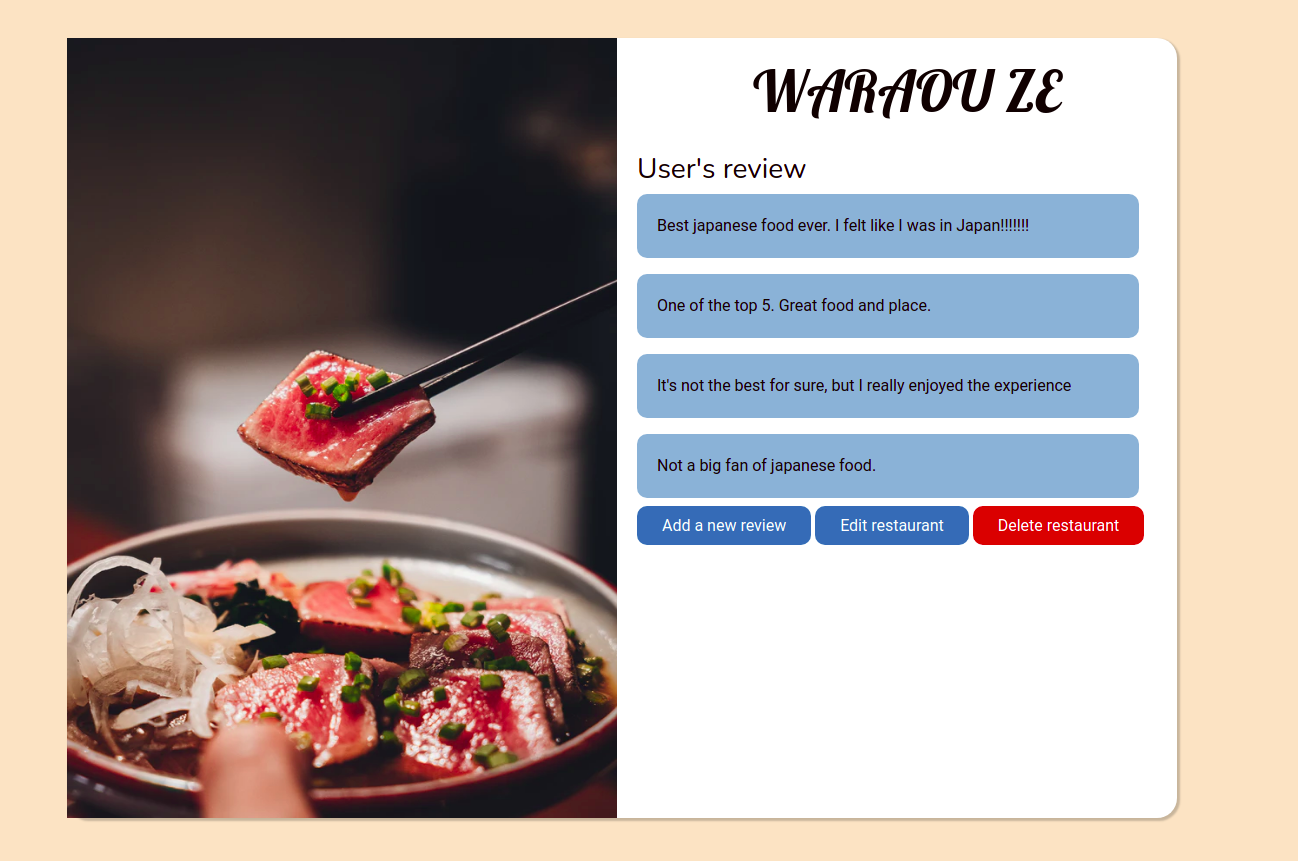 WARAOU ZE
User's review
Best japanese food ever. I felt like I was in Japan!!!!!!!
One of the top 5. Great food and place.
It's not the best for sure, but I really enjoyed the experience
Not a big fan of japanese food.
Add a new review Edit restaurant Delete restaurant